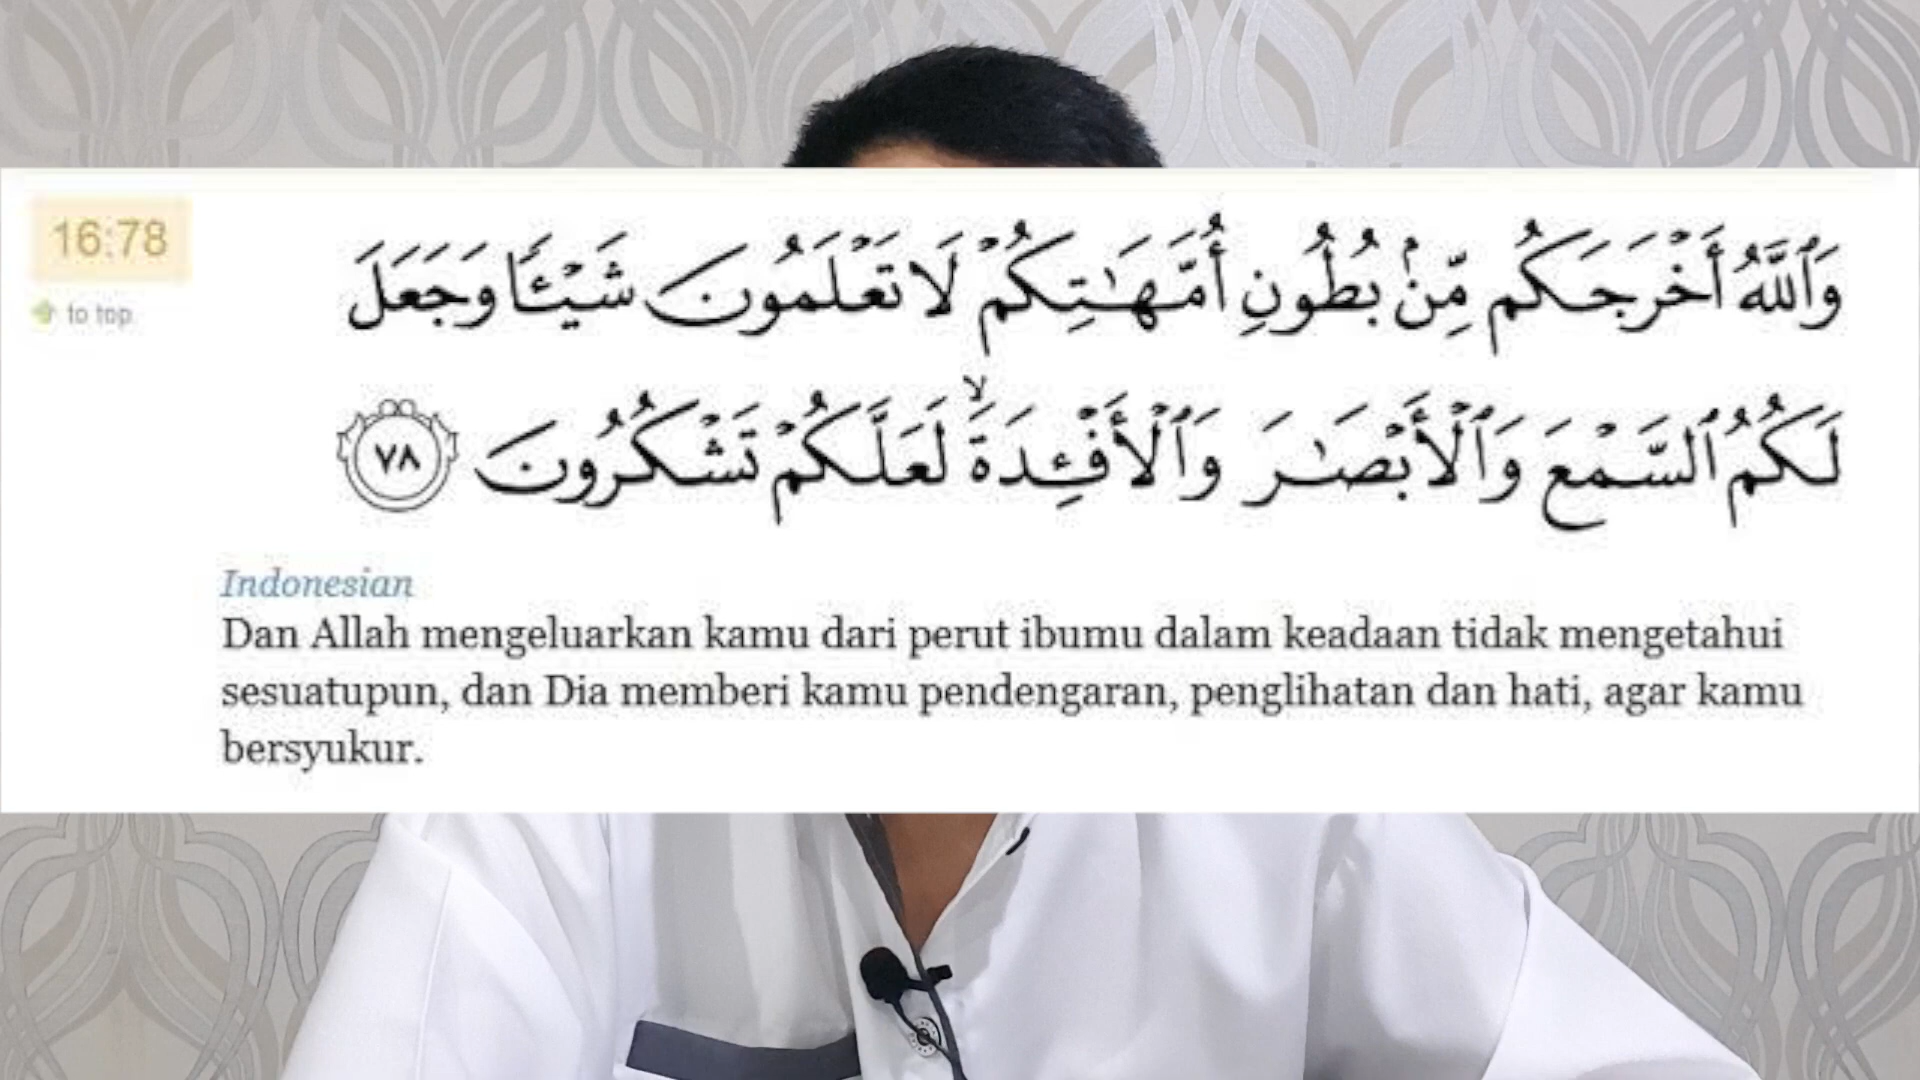 16:78
to top
وَٱللَّهُ أَخْرَجَكُم مِّنۢ بُطُونِ أُمَّهَٰتِكُمْ لَا تَعْلَمُونَ شَيْـًٔا وَجَعَلَ
لَكُمُ ٱلسَّمْعَ وَٱلْأَبْصَٰرَ وَٱلْأَفْـِٔدَةَ ۙ لَعَلَّكُمْ تَشْكُرُونَ ٧٨
Indonesian
Dan Allah mengeluarkan kamu dari perut ibumu dalam keadaan tidak mengetahui
sesuatupun, dan Dia memberi kamu pendengaran, penglihatan dan hati, agar kamu
bersyukur.